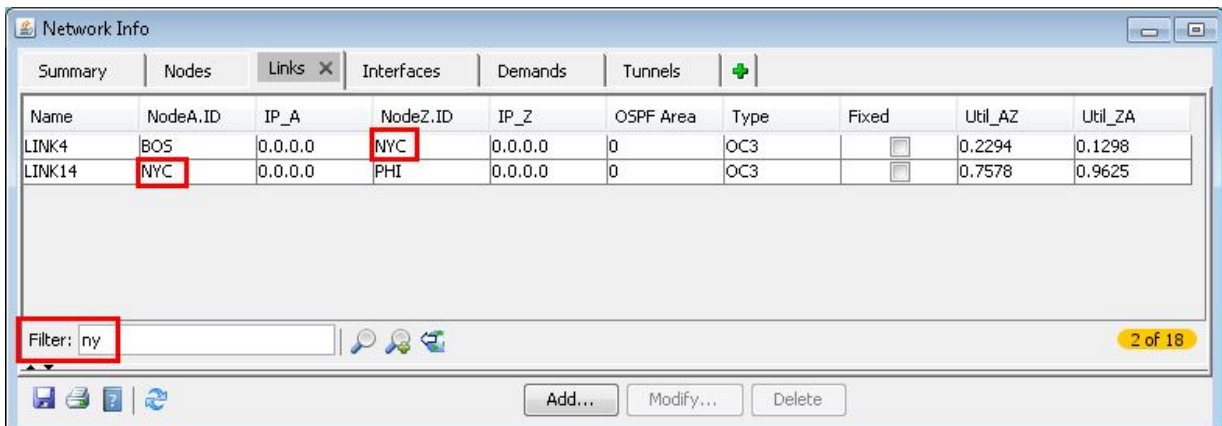 Network Info
Summary Nodes Links Interfaces Demands Tunnels
Name NodeA.ID IP_A NodeZ.ID IP_Z OSPF Area Type Fixed Util_AZ Util_ZA
LINK4 BOS 0.0.0.0 NYC 0.0.0.0 0 OC3 0.2294 0.1298
LINK14 NYC 0.0.0.0 PHI 0.0.0.0 0 OC3 0.7578 0.9625
Filter: ny 2 of 18
? Add... Modify... Delete